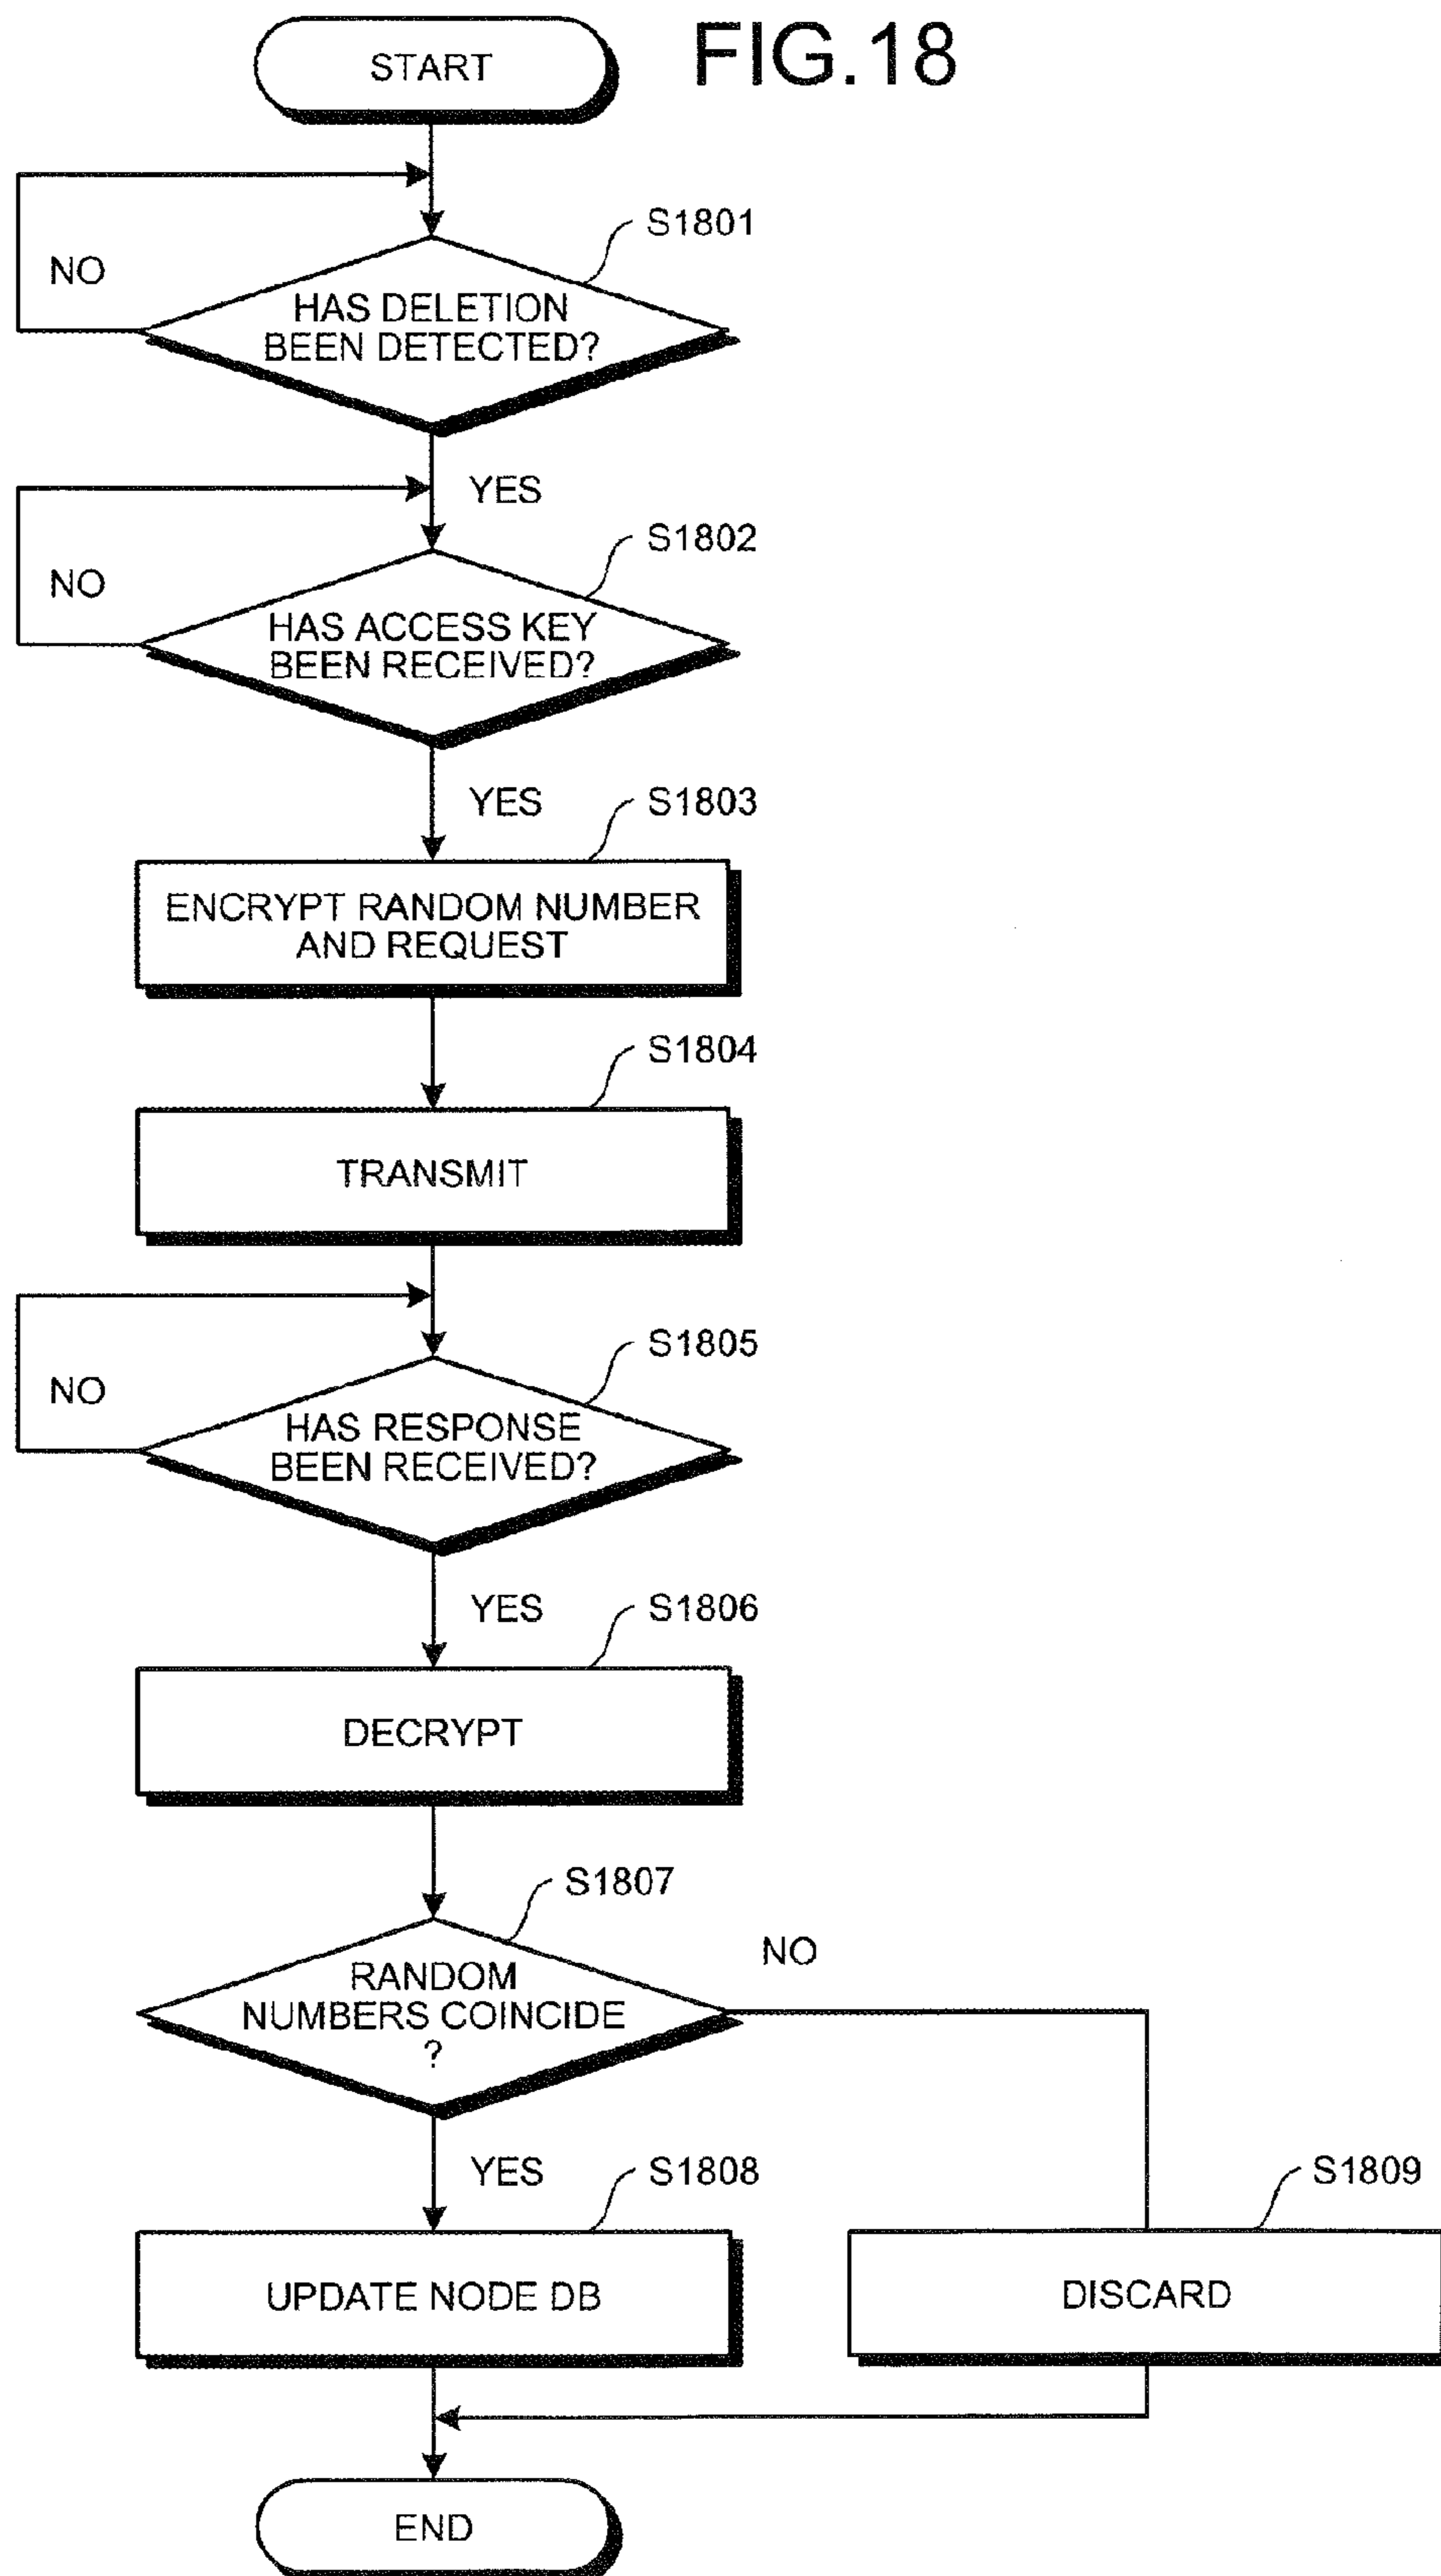 FIG.18
START
S1801
NO
HAS DELETION
BEEN DETECTED?
YES
S1802
NO
HAS ACCESS KEY
BEEN RECEIVED?
YES
S1803
ENCRYPT RANDOM NUMBER
AND REQUEST
S1804
TRANSMIT
S1805
NO
HAS RESPONSE
BEEN RECEIVED?
YES
S1806
DECRYPT
S1807
NO
RANDOM
NUMBERS COINCIDE
?
YES
S1808
S1809
UPDATE NODE DB
DISCARD
END